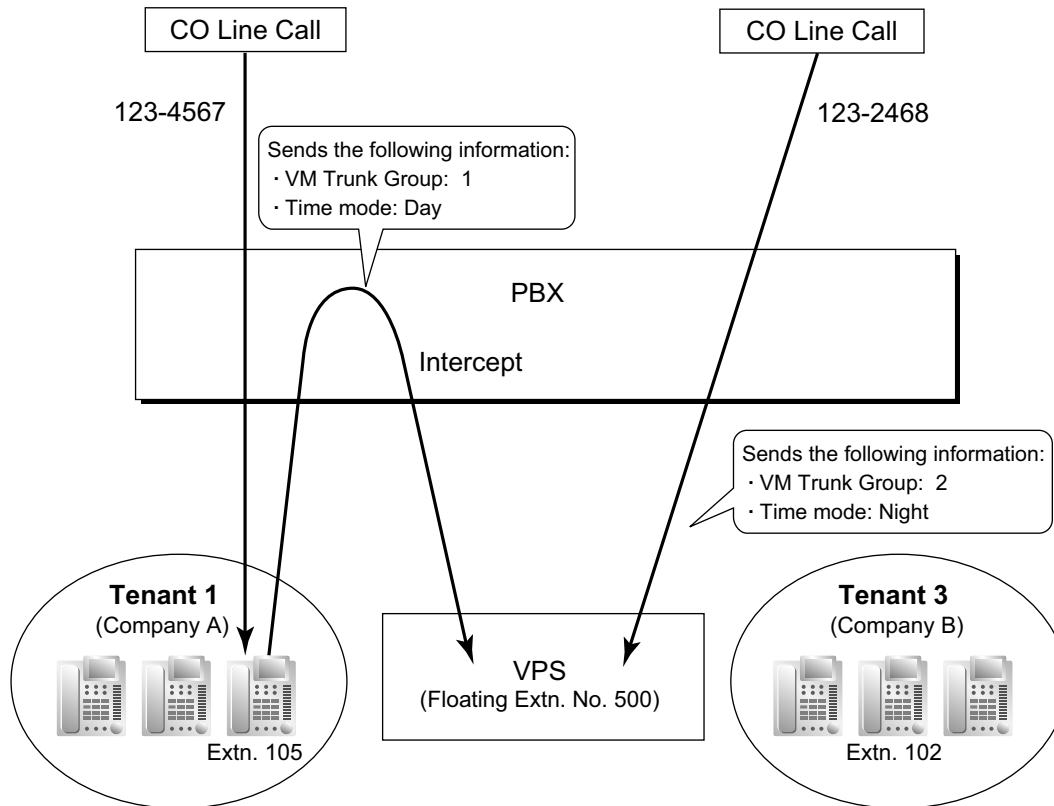 CO Line Call
CO Line Call
123-4567
123-2468
Sends the following information:
· VM Trunk Group: 1
· Time mode: Day
PBX
Intercept
Sends the following information:
· VM Trunk Group: 2
· Time mode: Night
Tenant 1
(Company A)
Extn. 105
VPS
(Floating Extn. No. 500)
Tenant 3
(Company B)
Extn. 102